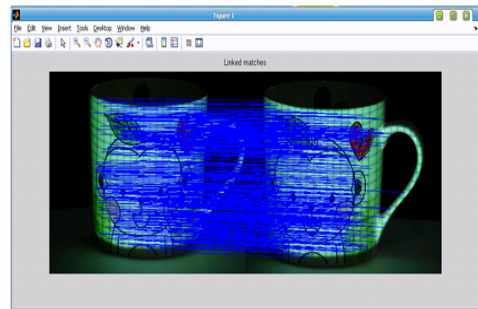 Figure 1
File Edit View Insert Tools Desktop Window Help
Linked matches